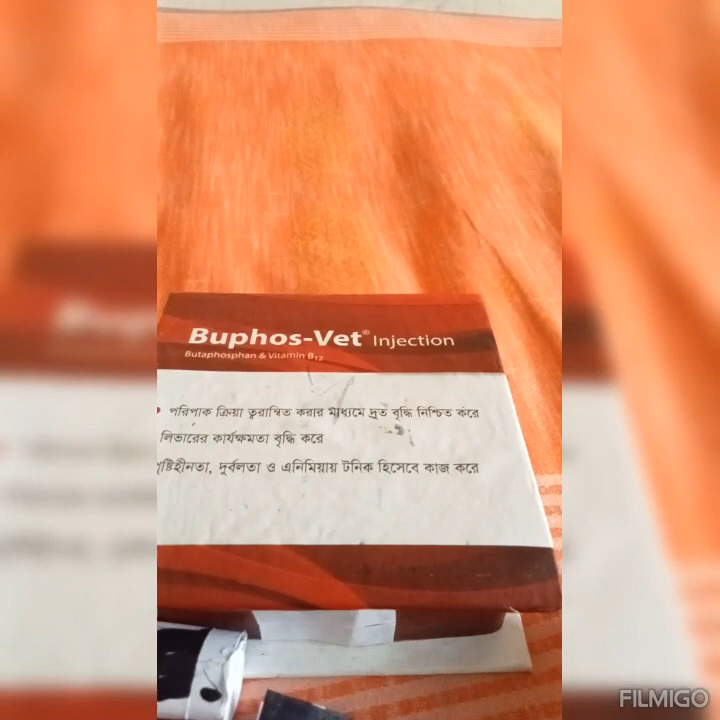 Buphos-Vet® Injection
Butaphosphan & Vitamin B₁₂
• পরিপাক ক্রিয়া ত্বরান্বিত করার মাধ্যমে দ্রুত বৃদ্ধি নিশ্চিত করে
লিভারের কার্যক্ষমতা বৃদ্ধি করে
পুষ্টিহীনতা, দুর্বলতা ও এনিমিয়ায় টনিক হিসেবে কাজ করে
FILMIGO